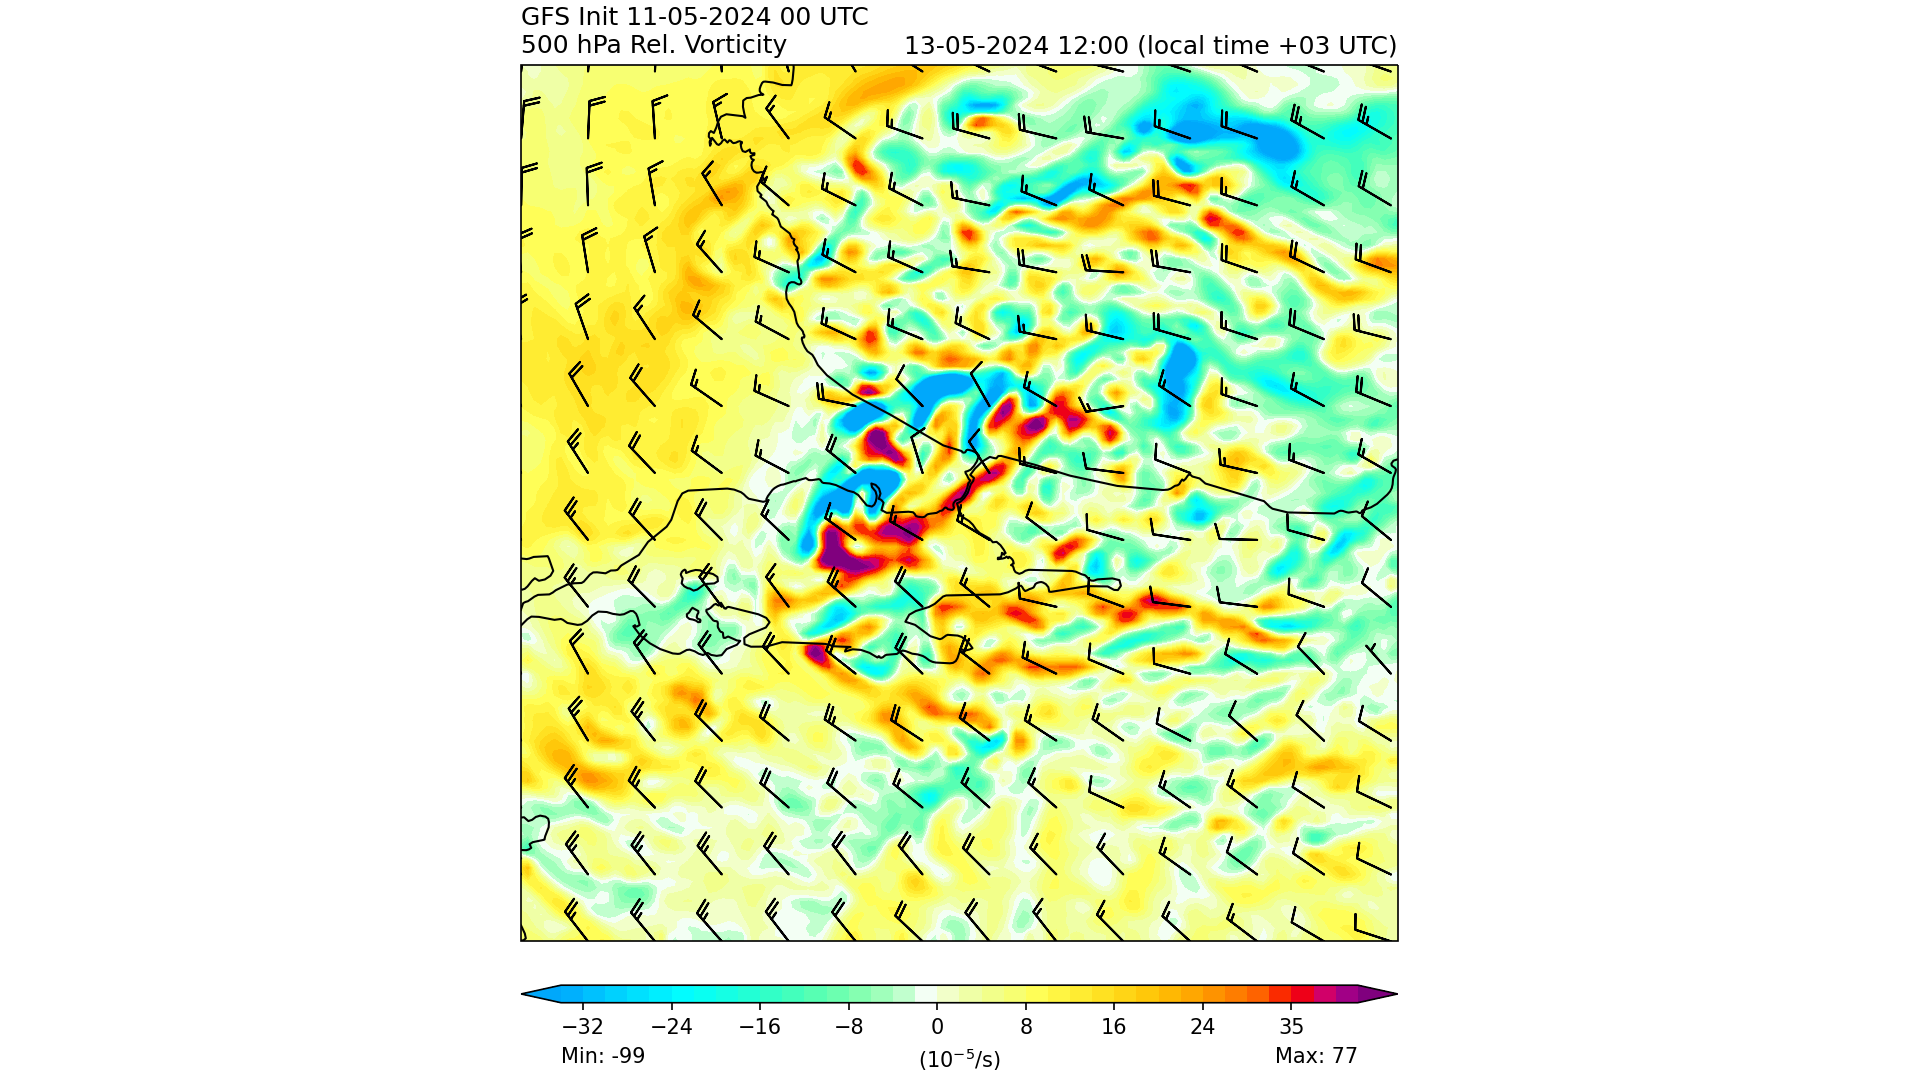 GFS Init 11-05-2024 00 UTC
500 hPa Rel. Vorticity
13-05-2024 12:00 (local time +03 UTC)
−32 −24 −16 −8 0 8 16 24 35
Min: -99
(10⁻⁵/s)
Max: 77